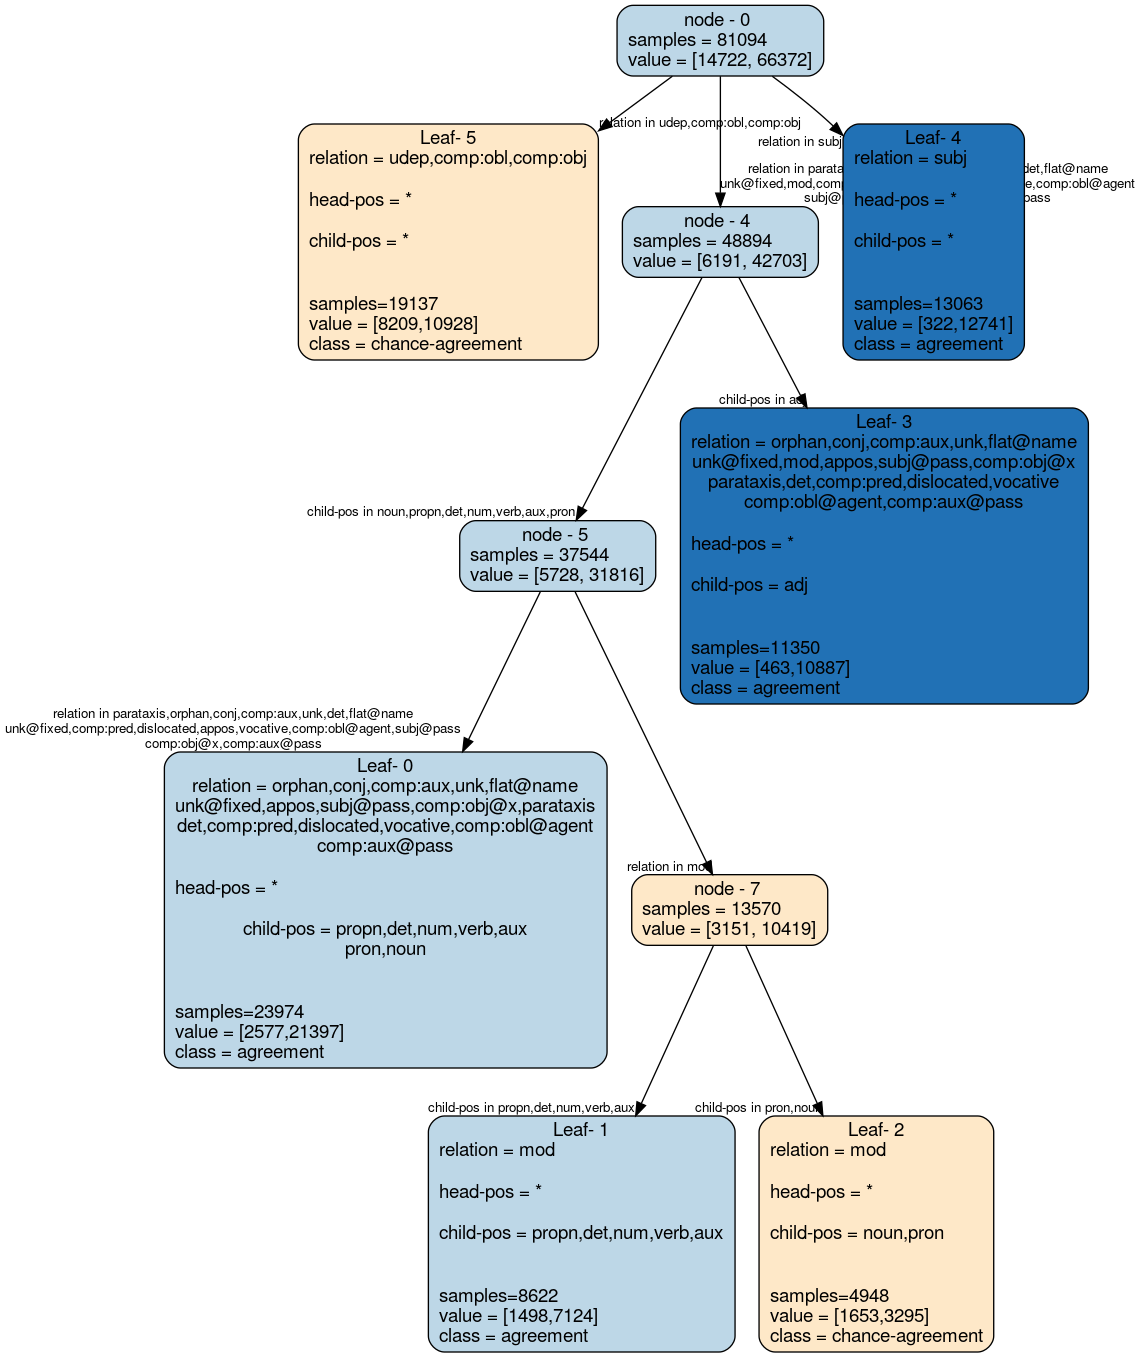 node - 0
samples = 81094
value = [14722, 66372]
relation in udep,comp:obl,comp:obj
relation in subj
Leaf- 5
relation = udep,comp:obl,comp:obj
head-pos = *
child-pos = *
samples=19137
value = [8209,10928]
class = chance-agreement
relation in parata
det,flat@name
unk@fixed,mod,comp
e,comp:obl@agent
subj@
pass
Leaf- 4
relation = subj
head-pos = *
child-pos = *
samples=13063
value = [322,12741]
class = agreement
node - 4
samples = 48894
value = [6191, 42703]
child-pos in adj
Leaf- 3
relation = orphan,conj,comp:aux,unk,flat@name
unk@fixed,mod,appos,subj@pass,comp:obj@x
parataxis,det,comp:pred,dislocated,vocative
comp:obl@agent,comp:aux@pass
head-pos = *
child-pos = adj
samples=11350
value = [463,10887]
class = agreement
child-pos in noun,propn,det,num,verb,aux,pron
node - 5
samples = 37544
value = [5728, 31816]
relation in parataxis,orphan,conj,comp:aux,unk,det,flat@name
unk@fixed,comp:pred,dislocated,appos,vocative,comp:obl@agent,subj@pass
comp:obj@x,comp:aux@pass
Leaf- 0
relation = orphan,conj,comp:aux,unk,flat@name
unk@fixed,appos,subj@pass,comp:obj@x,parataxis
det,comp:pred,dislocated,vocative,comp:obl@agent
comp:aux@pass
head-pos = *
child-pos = propn,det,num,verb,aux
pron,noun
samples=23974
value = [2577,21397]
class = agreement
relation in mod
node - 7
samples = 13570
value = [3151, 10419]
child-pos in propn,det,num,verb,aux
Leaf- 1
relation = mod
head-pos = *
child-pos = propn,det,num,verb,aux
samples=8622
value = [1498,7124]
class = agreement
child-pos in pron,noun
Leaf- 2
relation = mod
head-pos = *
child-pos = noun,pron
samples=4948
value = [1653,3295]
class = chance-agreement